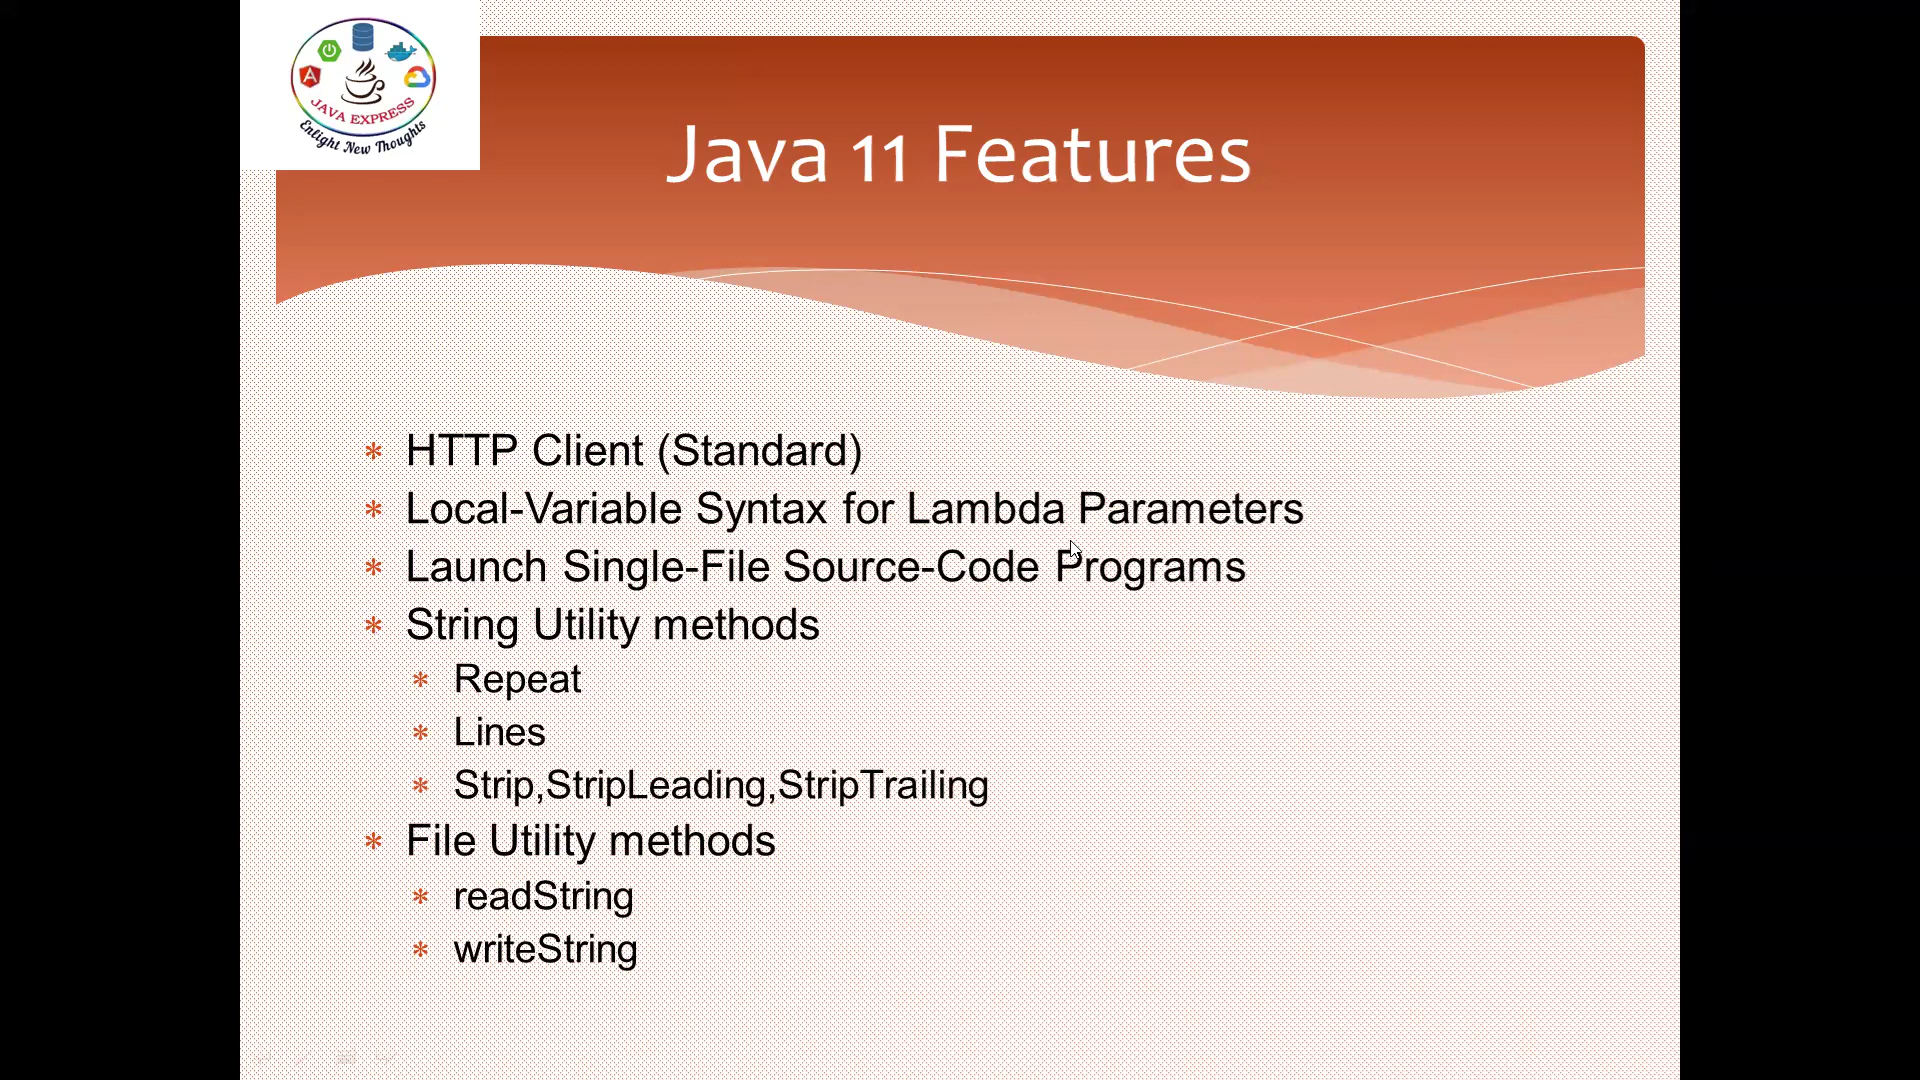 JAVA EXPRESS
Enlight New Thoughts
Java 11 Features
HTTP Client (Standard)
Local-Variable Syntax for Lambda Parameters
Launch Single-File Source-Code Programs
String Utility methods
Repeat
Lines
Strip,StripLeading,StripTrailing
File Utility methods
readString
writeString